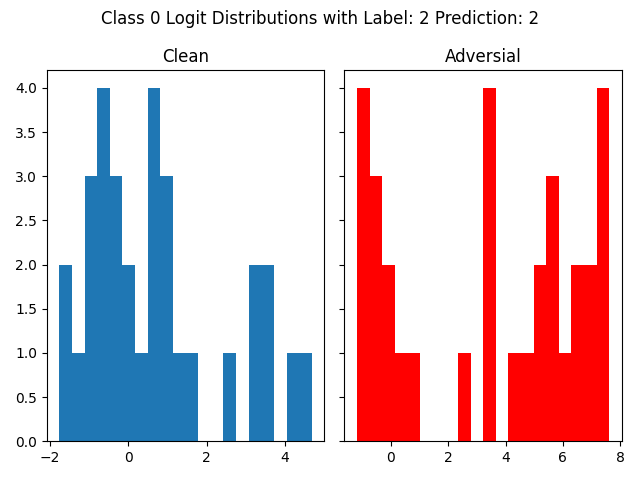 Class 0 Logit Distributions with Label: 2 Prediction: 2
Clean
Adversial
4.0
3.5
3.0
2.5
2.0
1.5
1.0
0.5
0.0
−2 0 2 4
0 2 4 6 8